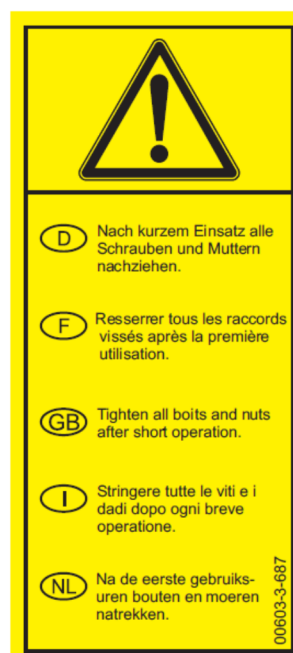 D
Nach kurzem Einsatz alle
Schrauben und Muttern
nachziehen.
F
Resserrer tous les raccords
vissés après la première
utilisation.
GB
Tighten all boits and nuts
after short operation.
I
Stringere tutte le viti e i
dadi dopo ogni breve
operatione.
NL
Na de eerste gebruiks-
uren bouten en moeren
natrekken.
00603-3-687